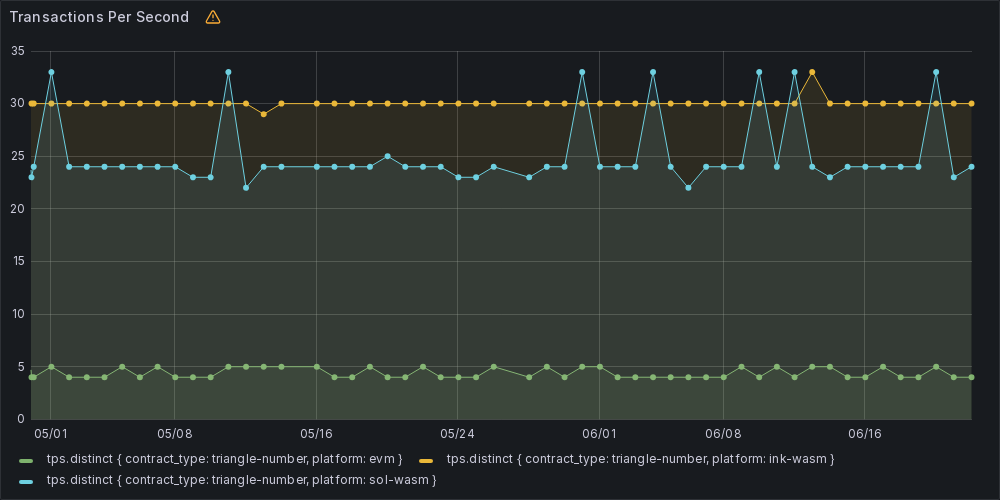 Transactions Per Second
35
30
25
20
15
10
5
0
05/01 05/08 05/16 05/24 06/01 06/08 06/16
tps.distinct { contract_type: triangle-number, platform: evm } tps.distinct { contract_type: triangle-number, platform: ink-wasm }
tps.distinct { contract_type: triangle-number, platform: sol-wasm }